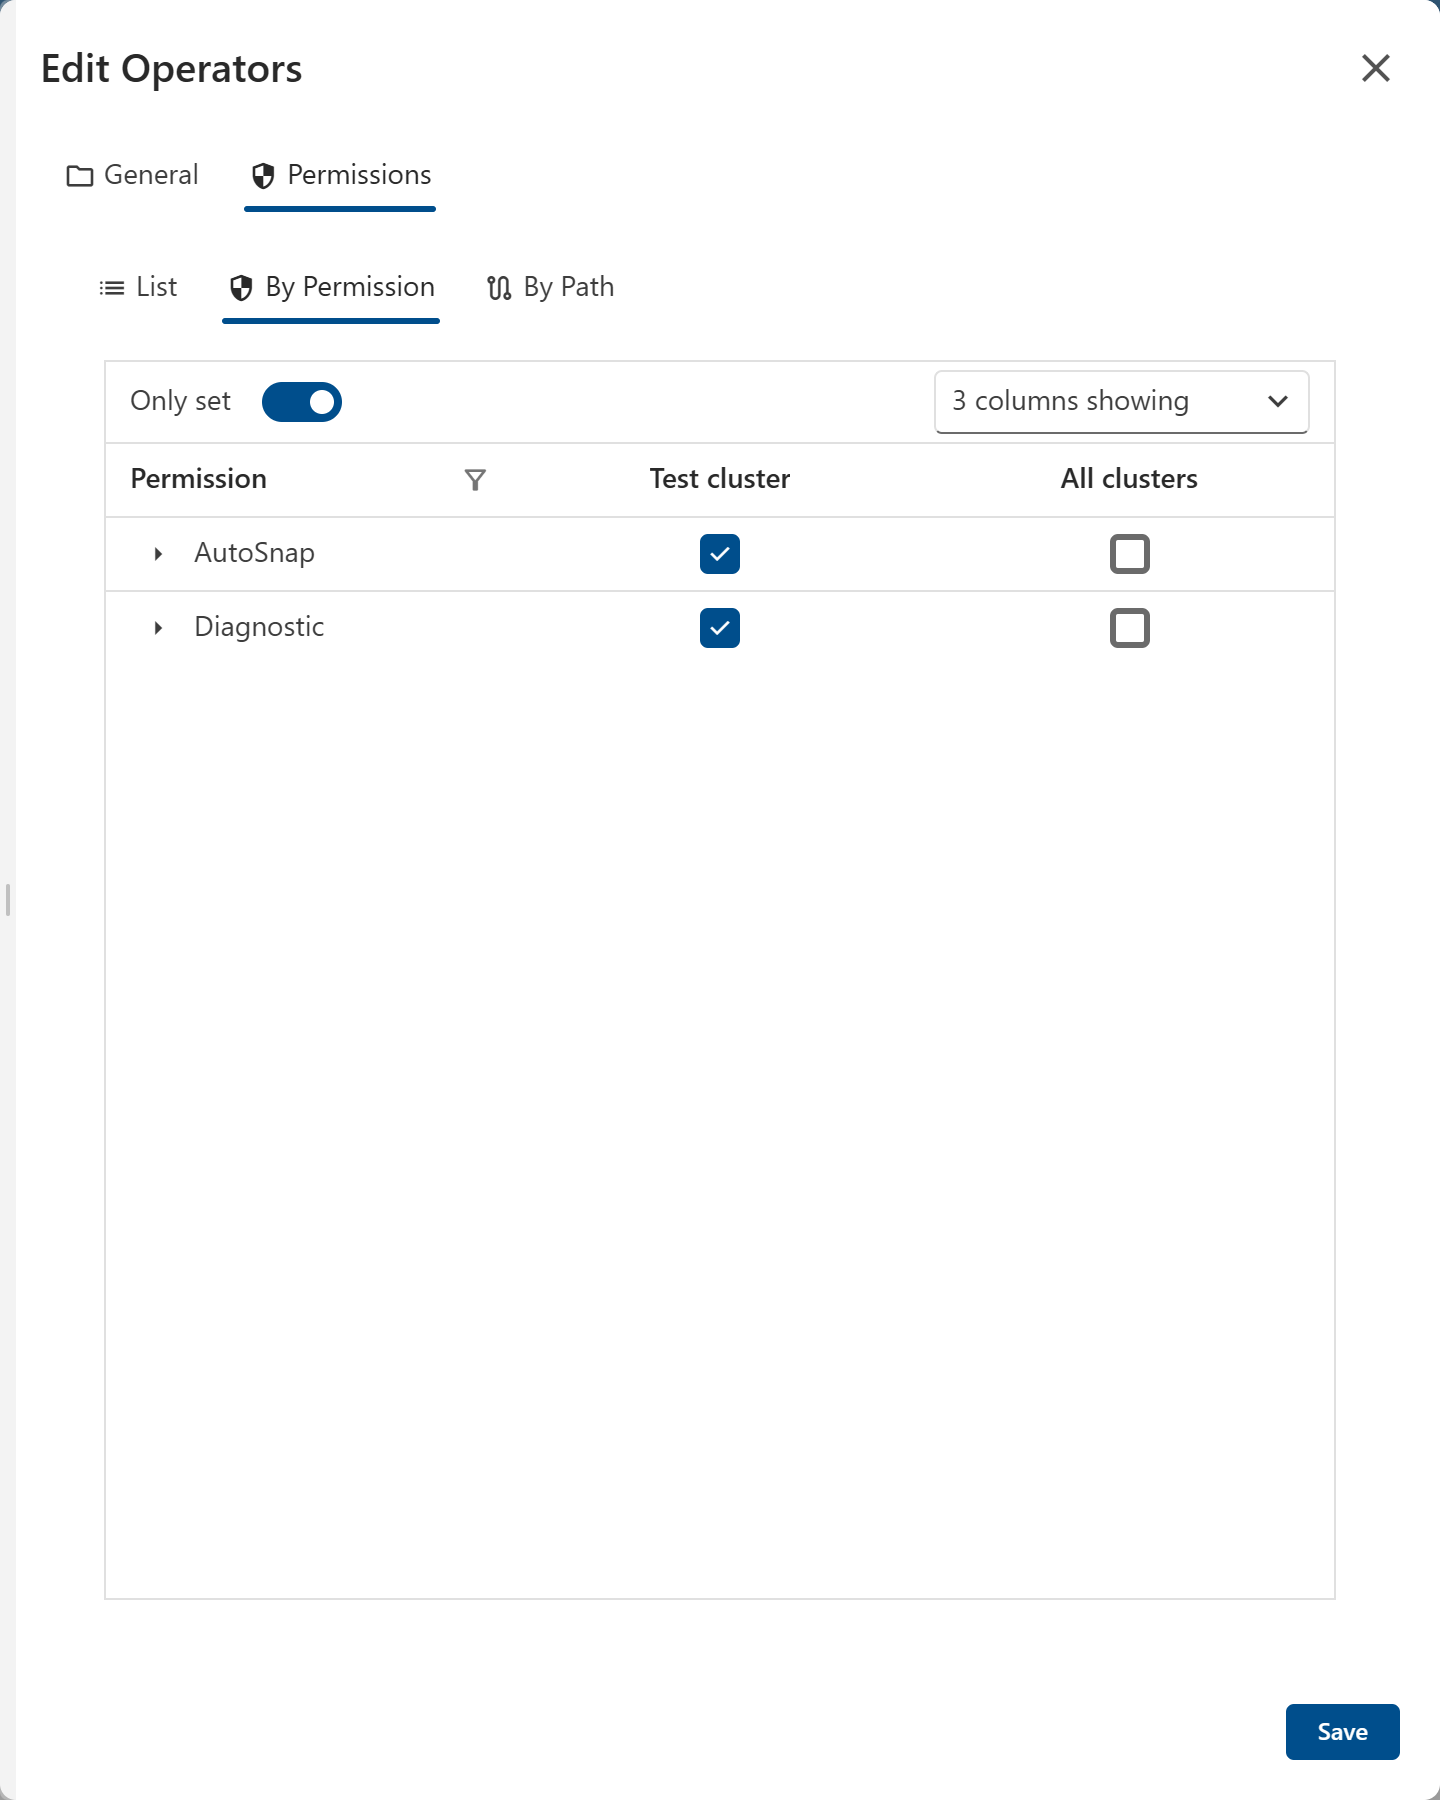 Edit Operators
General Permissions
List By Permission By Path
Only set 3 columns showing
Permission Test cluster All clusters
AutoSnap
Diagnostic
Save